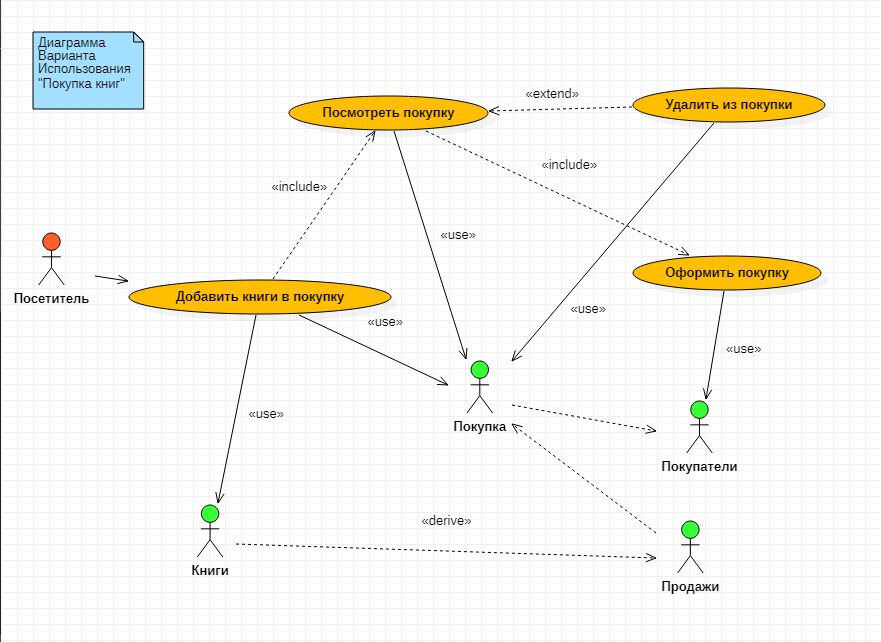 Диаграмма
Варианта
Использования
"Покупка книг"
«extend»
Удалить из покупки
Посмотреть покупку
«include»
«include»
«use»
Посетитель
Оформить покупку
Добавить книги в покупку
«use»
«use»
«use»
«use»
Покупка
Покупатели
«derive»
Книги
Продажи